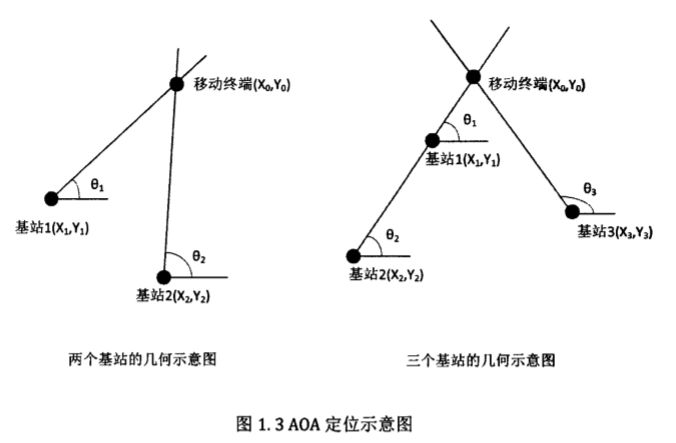 移动终端(X₀,Y₀)
θ₁
基站1(X₁,Y₁)
θ₂
基站2(X₂,Y₂)
两个基站的几何示意图
移动终端(X₀,Y₀)
θ₁
基站1(X₁,Y₁)
θ₃
基站3(X₃,Y₃)
θ₂
基站2(X₂,Y₂)
三个基站的几何示意图
图 1.3 AOA 定位示意图